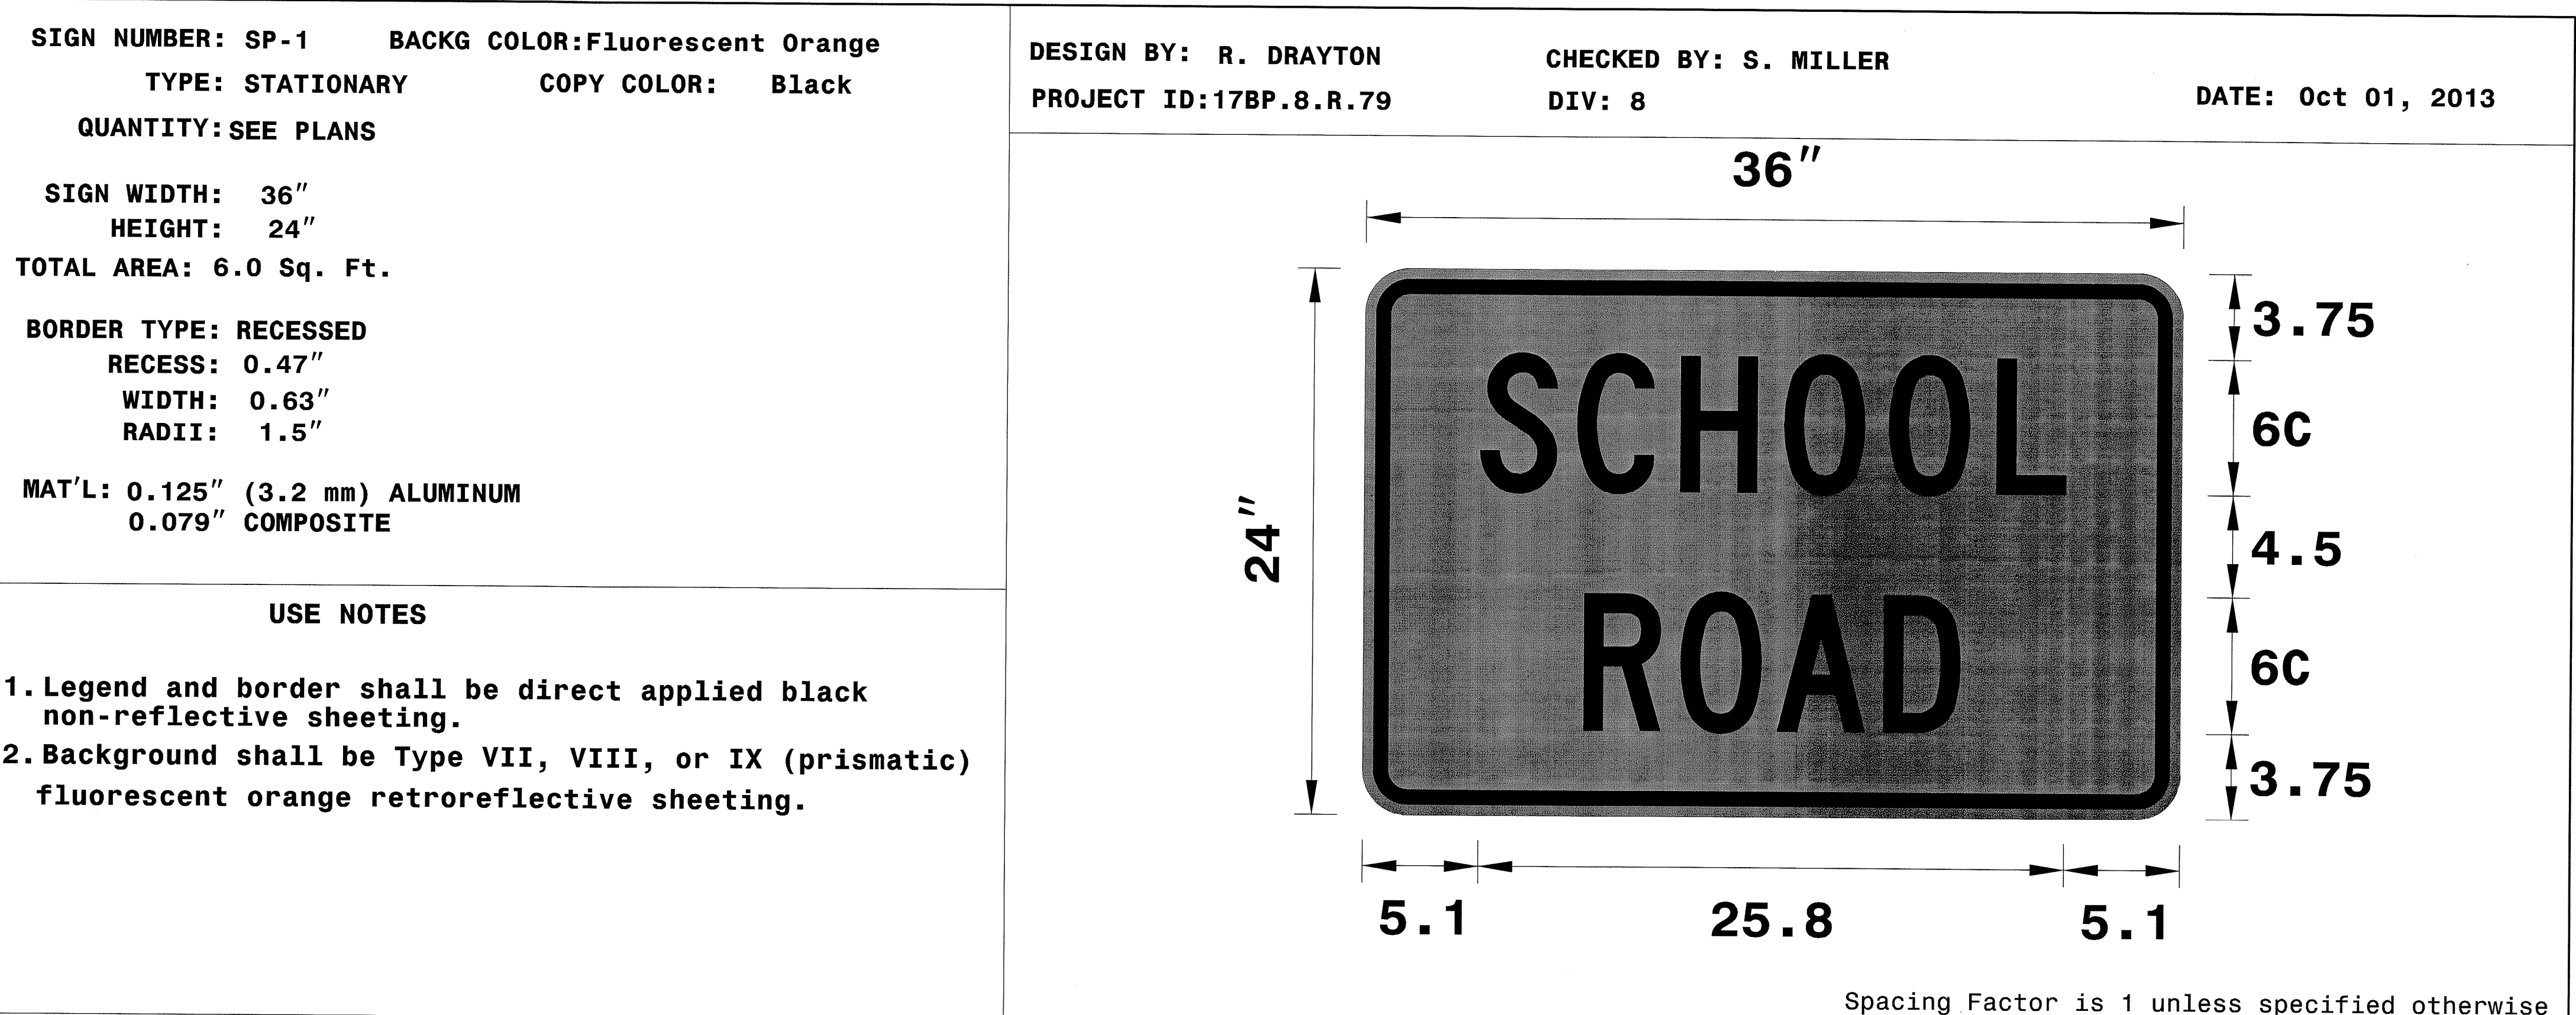 SIGN NUMBER: SP-1 BACKG COLOR:Fluorescent Orange
TYPE: STATIONARY COPY COLOR: Black
QUANTITY: SEE PLANS
SIGN WIDTH: 36"
HEIGHT: 24"
TOTAL AREA: 6.0 Sq. Ft.
BORDER TYPE: RECESSED
RECESS: 0.47"
WIDTH: 0.63"
RADII: 1.5"
MAT'L: 0.125" (3.2 mm) ALUMINUM
0.079" COMPOSITE
USE NOTES
1. Legend and border shall be direct applied black
non-reflective sheeting.
2. Background shall be Type VII, VIII, or IX (prismatic)
fluorescent orange retroreflective sheeting.
DESIGN BY: R. DRAYTON CHECKED BY: S. MILLER
PROJECT ID:17BP.8.R.79 DIV: 8 DATE: Oct 01, 2013
36"
24"
SCHOOL
ROAD
3.75
6C
4.5
6C
3.75
5.1 25.8 5.1
Spacing Factor is 1 unless specified otherwise